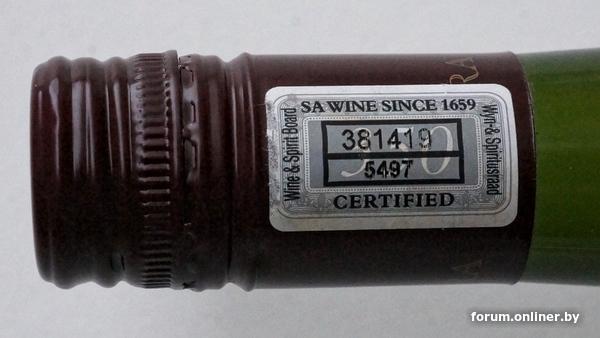 SA WINE SINCE 1659
Wine & Spirit Board
381419
5497
Wyn & Spiritusraad
CERTIFIED
forum.onliner.by